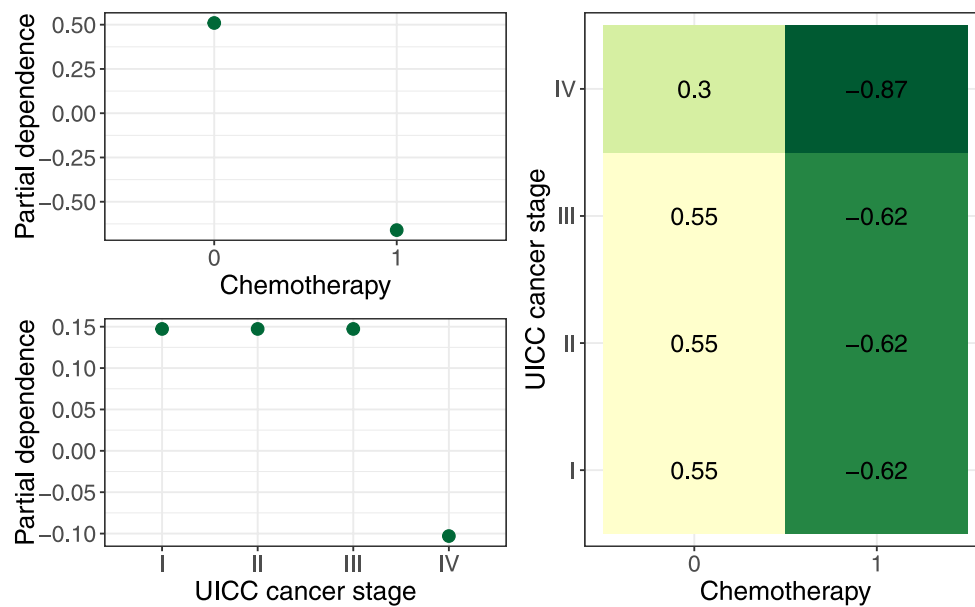 Partial dependence
0.50
0.25
0.00
−0.25
−0.50
0
1
Chemotherapy
Partial dependence
0.15
0.10
0.05
0.00
−0.05
−0.10
I
II
III
IV
UICC cancer stage
UICC cancer stage
IV
0.3
−0.87
III
0.55
−0.62
II
0.55
−0.62
I
0.55
−0.62
0
1
Chemotherapy